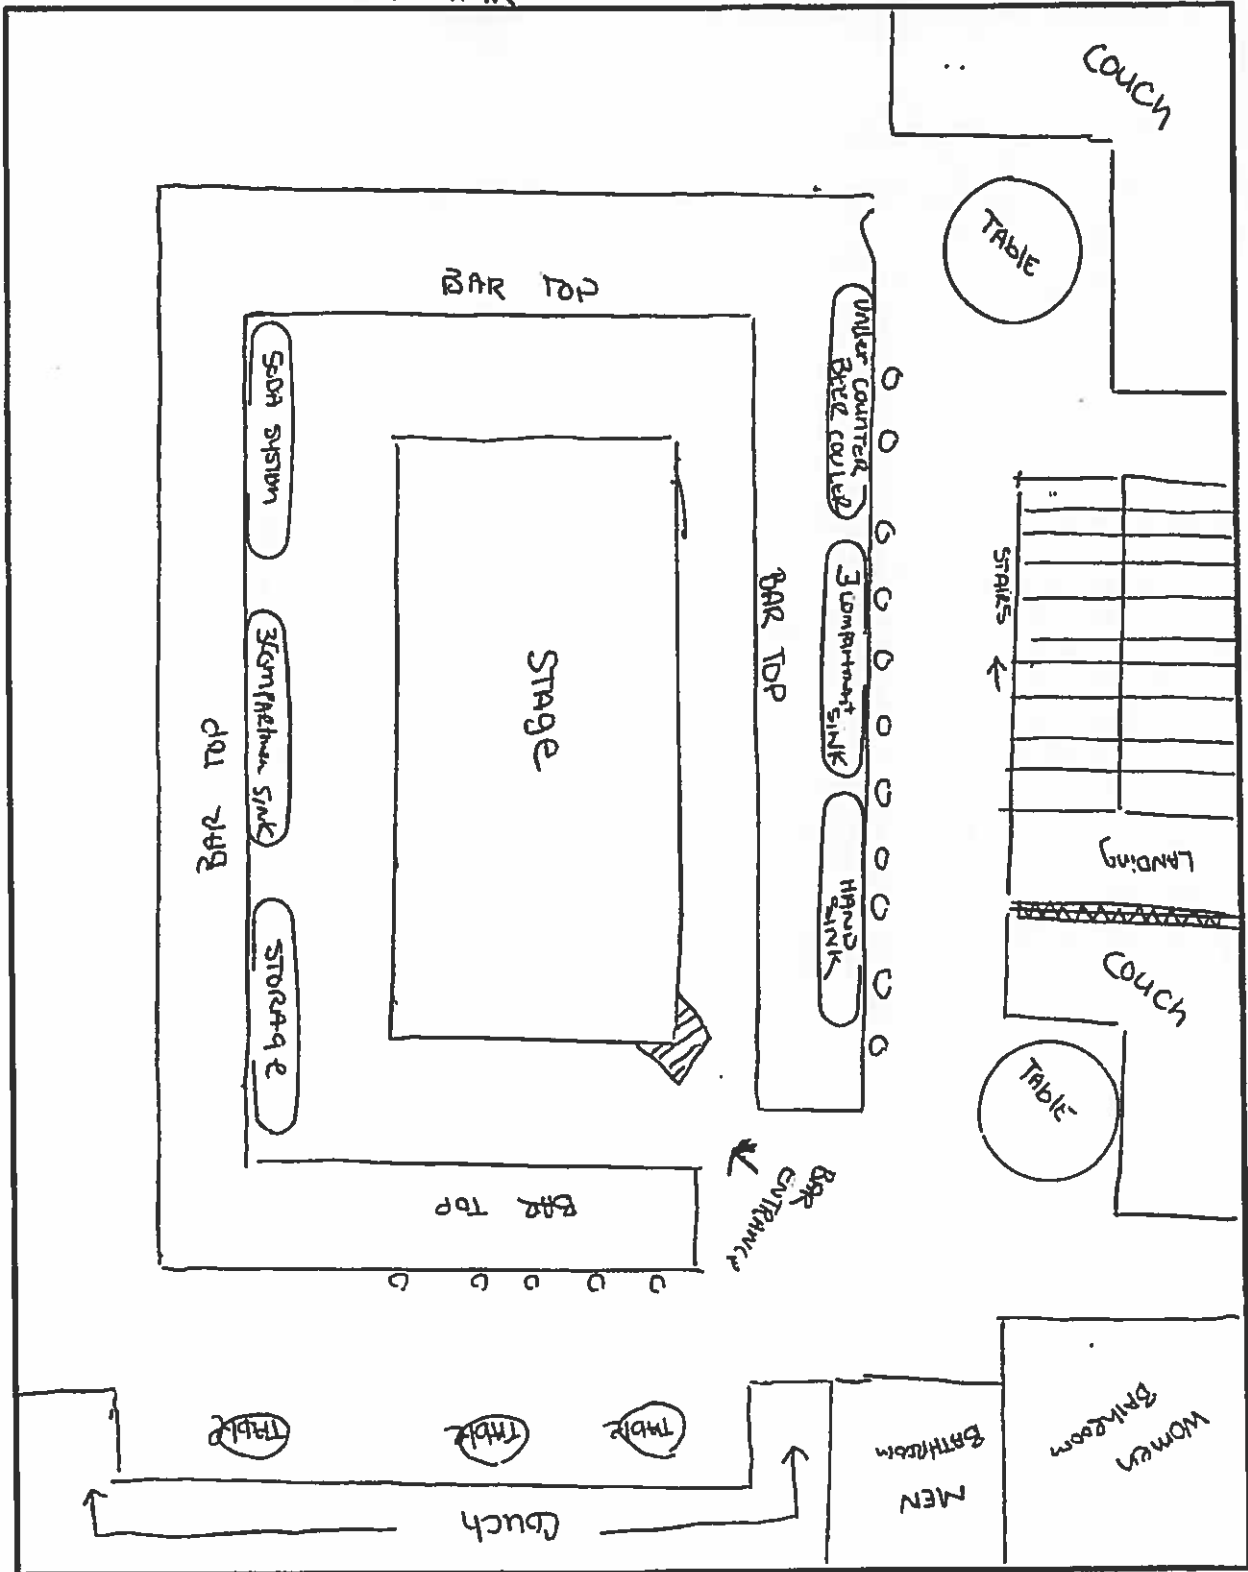 COUCH
TABLE
BAR TOP
UNDER COUNTER
BEER COOLER
SODA SYSTEM
STAIRS
3 COMPARTMENT
SINK
BAR TOP
STAGE
3 COMPARTMEN SINK
BAR TOP
LANDING
HAND
SINK
STORAGE
COUCH
TABLE
BAR
ENTRANCE
BAR TOP
TABLE
TABLE
TABLE
MEN
BATHROOM
WOMEN
BATHROOM
COUCH